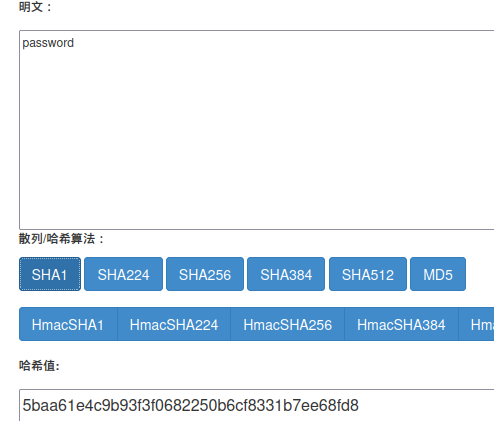 明文：
password
散列/哈希算法：
SHA1 SHA224 SHA256 SHA384 SHA512 MD5
HmacSHA1 HmacSHA224 HmacSHA256 HmacSHA384 Hma
哈希值:
5baa61e4c9b93f3f0682250b6cf8331b7ee68fd8